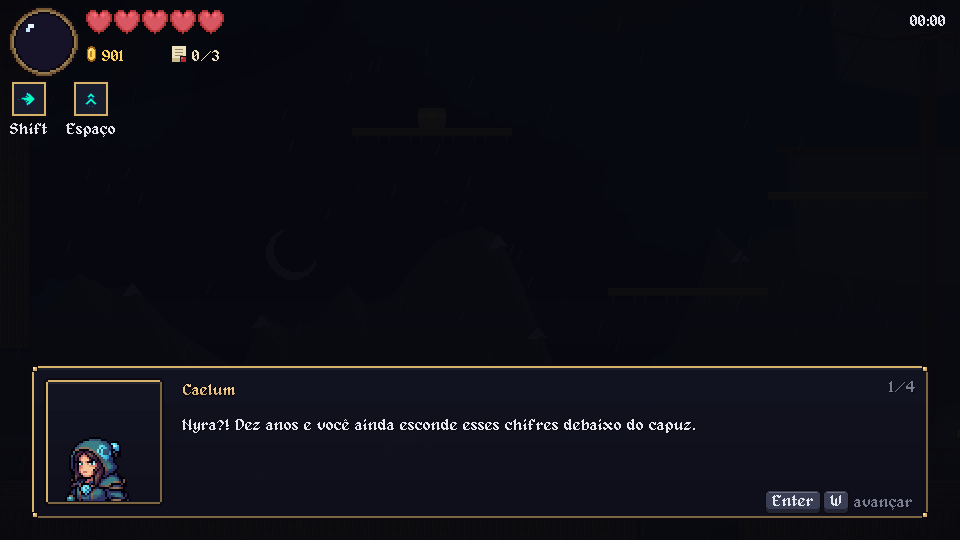 00:00
901
0/3
Shift
Espaço
Caelum
1/4
Nyra?! Dez anos e você ainda esconde esses chifres debaixo do capuz.
Enter W avançar